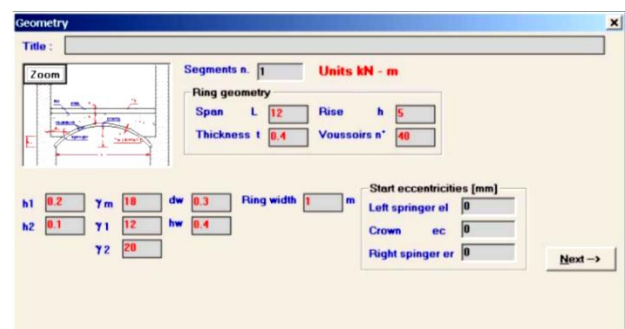 Geometry
Title :
Zoom
Segments n. 1 Units kN - m
Ring geometry
Span L 12 Rise h 5
Thickness t 0.4 Voussoirs n° 40
h1 0.2 γm 18 dw 0.3 Ring width 1 m
h2 0.1 γ1 12 hw 0.4
γ2 20
Start eccentricities [mm]
Left springer el 0
Crown ec 0
Right spinger er 0
Next -->